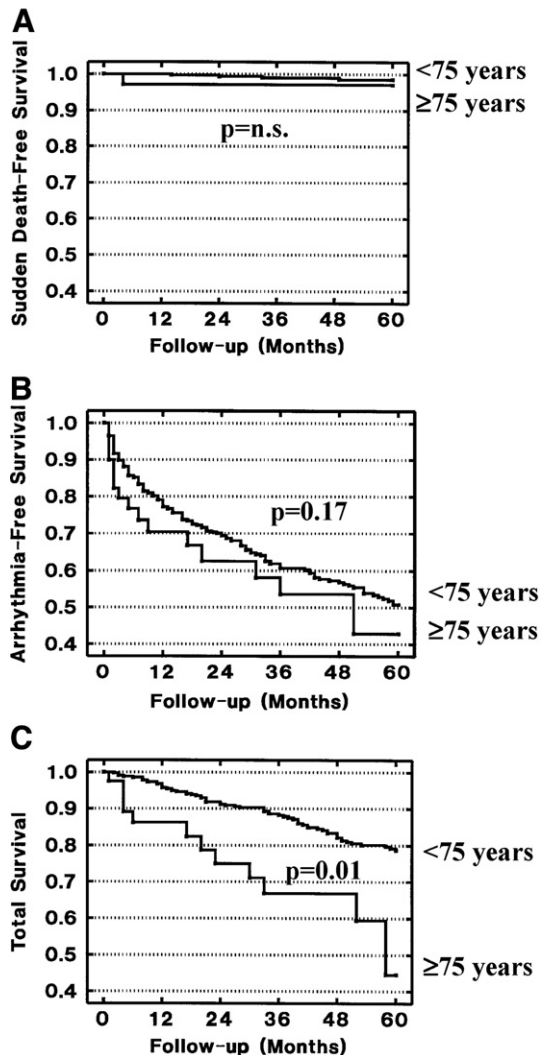 A
Sudden Death-Free Survival
1.0
0.9
0.8
0.7
0.6
0.5
0.4
p=n.s.
<75 years
≥75 years
0 12 24 36 48 60
Follow-up (Months)
B
Arrhythmia-Free Survival
1.0
0.9
0.8
0.7
0.6
0.5
0.4
p=0.17
<75 years
≥75 years
0 12 24 36 48 60
Follow-up (Months)
C
Total Survival
1.0
0.9
0.8
0.7
0.6
0.5
0.4
<75 years
p=0.01
≥75 years
0 12 24 36 48 60
Follow-up (Months)